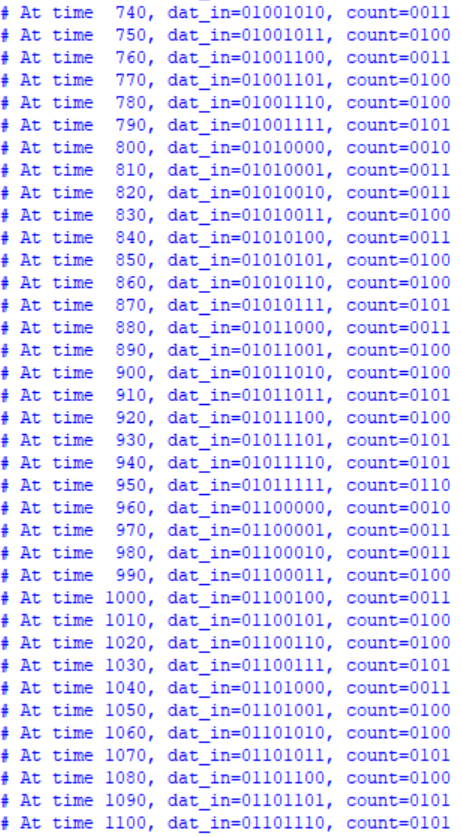 # At time  740, dat_in=01001010, count=0011
# At time  750, dat_in=01001011, count=0100
# At time  760, dat_in=01001100, count=0011
# At time  770, dat_in=01001101, count=0100
# At time  780, dat_in=01001110, count=0100
# At time  790, dat_in=01001111, count=0101
# At time  800, dat_in=01010000, count=0010
# At time  810, dat_in=01010001, count=0011
# At time  820, dat_in=01010010, count=0011
# At time  830, dat_in=01010011, count=0100
# At time  840, dat_in=01010100, count=0011
# At time  850, dat_in=01010101, count=0100
# At time  860, dat_in=01010110, count=0100
# At time  870, dat_in=01010111, count=0101
# At time  880, dat_in=01011000, count=0011
# At time  890, dat_in=01011001, count=0100
# At time  900, dat_in=01011010, count=0100
# At time  910, dat_in=01011011, count=0101
# At time  920, dat_in=01011100, count=0100
# At time  930, dat_in=01011101, count=0101
# At time  940, dat_in=01011110, count=0101
# At time  950, dat_in=01011111, count=0110
# At time  960, dat_in=01100000, count=0010
# At time  970, dat_in=01100001, count=0011
# At time  980, dat_in=01100010, count=0011
# At time  990, dat_in=01100011, count=0100
# At time 1000, dat_in=01100100, count=0011
# At time 1010, dat_in=01100101, count=0100
# At time 1020, dat_in=01100110, count=0100
# At time 1030, dat_in=01100111, count=0101
# At time 1040, dat_in=01101000, count=0011
# At time 1050, dat_in=01101001, count=0100
# At time 1060, dat_in=01101010, count=0100
# At time 1070, dat_in=01101011, count=0101
# At time 1080, dat_in=01101100, count=0100
# At time 1090, dat_in=01101101, count=0101
# At time 1100, dat_in=01101110, count=0101